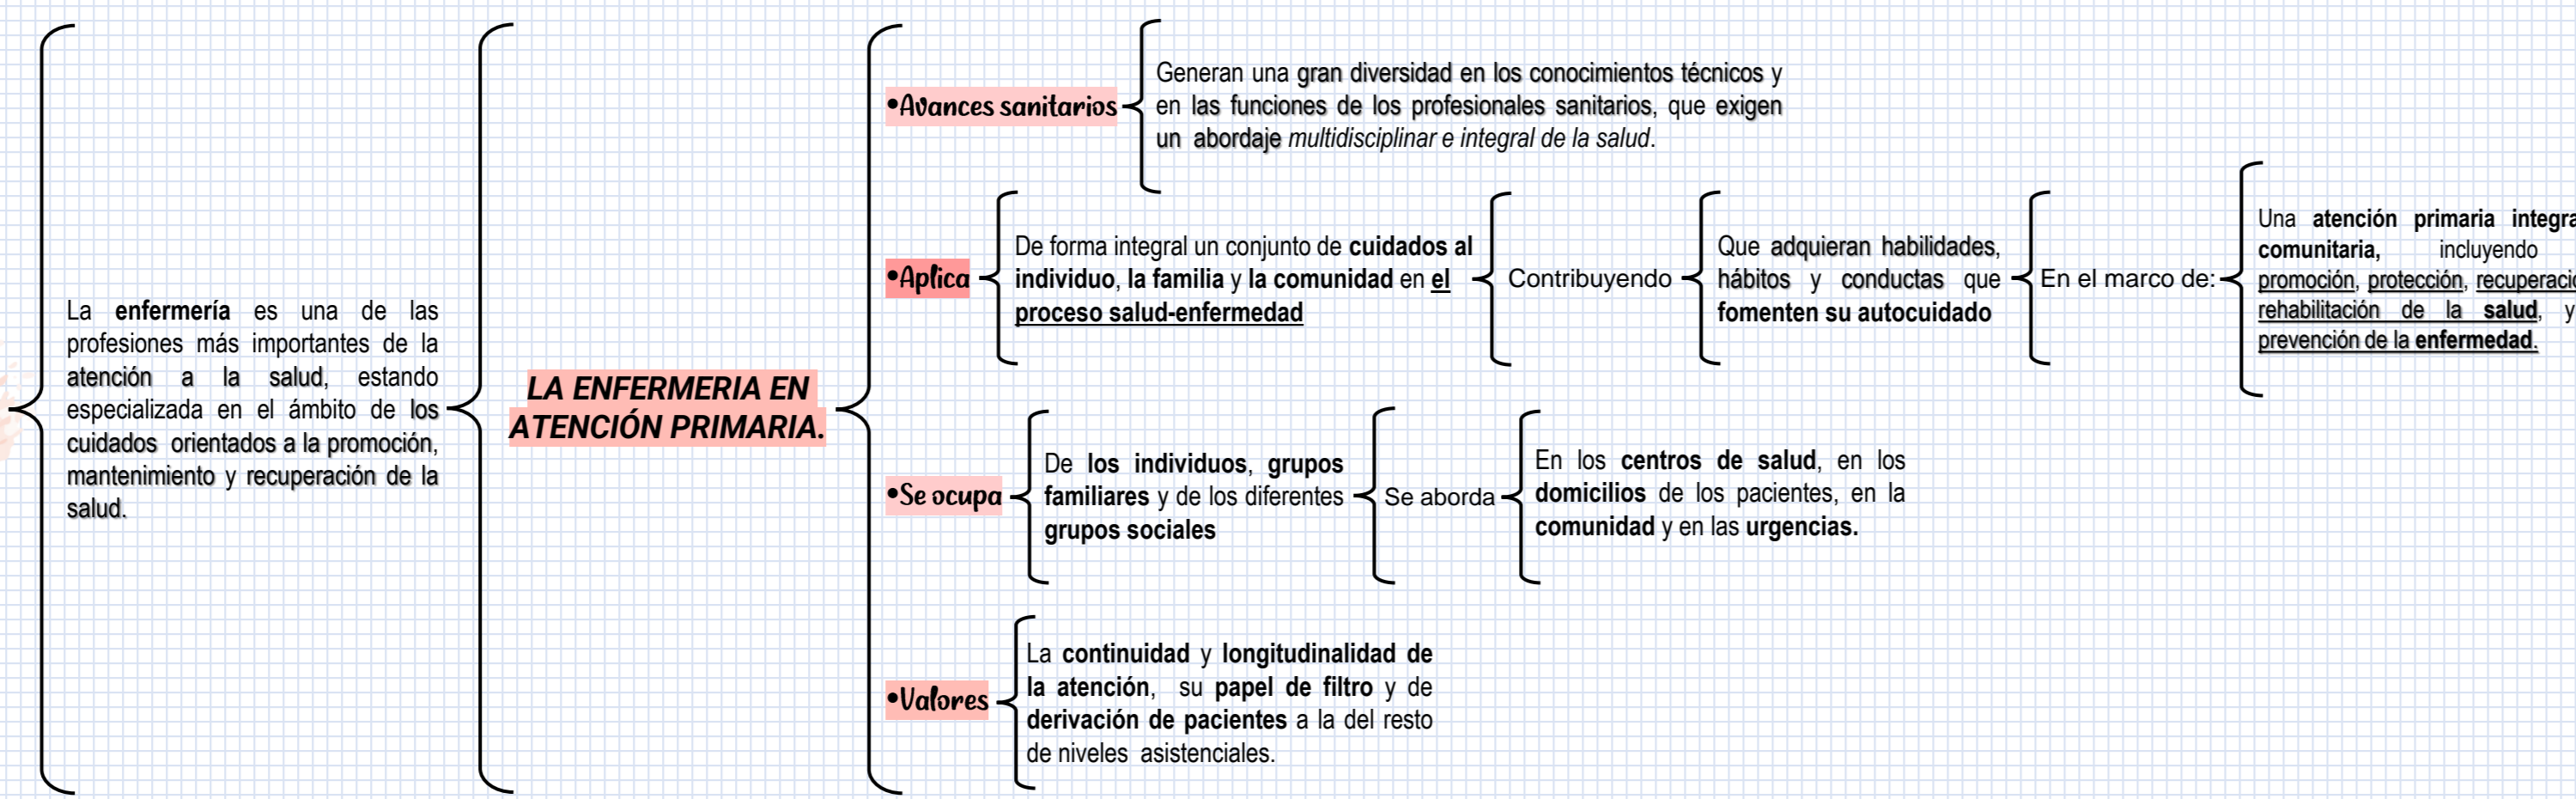 La enfermería es una de las
profesiones más importantes de la
atención a la salud, estando
especializada en el ámbito de los
cuidados orientados a la promoción,
mantenimiento y recuperación de la
salud.
LA ENFERMERIA EN
ATENCIÓN PRIMARIA.
•Avances sanitarios
Generan una gran diversidad en los conocimientos técnicos y
en las funciones de los profesionales sanitarios, que exigen
un abordaje multidisciplinar e integral de la salud.
•Aplica
De forma integral un conjunto de cuidados al
individuo, la familia y la comunidad en el
proceso salud-enfermedad
Contribuyendo
Que adquieran habilidades,
hábitos y conductas que
fomenten su autocuidado
En el marco de:
Una atención primaria
comunitaria, incluyendo
promoción, protección,
rehabilitación de la salud, y
prevención de la enfermedad.
•Se ocupa
De los individuos, grupos
familiares y de los diferentes
grupos sociales
Se aborda
En los centros de salud, en los
domicilios de los pacientes, en la
comunidad y en las urgencias.
•Valores
La continuidad y longitudinalidad de
la atención, su papel de filtro y de
derivación de pacientes a la del resto
de niveles asistenciales.